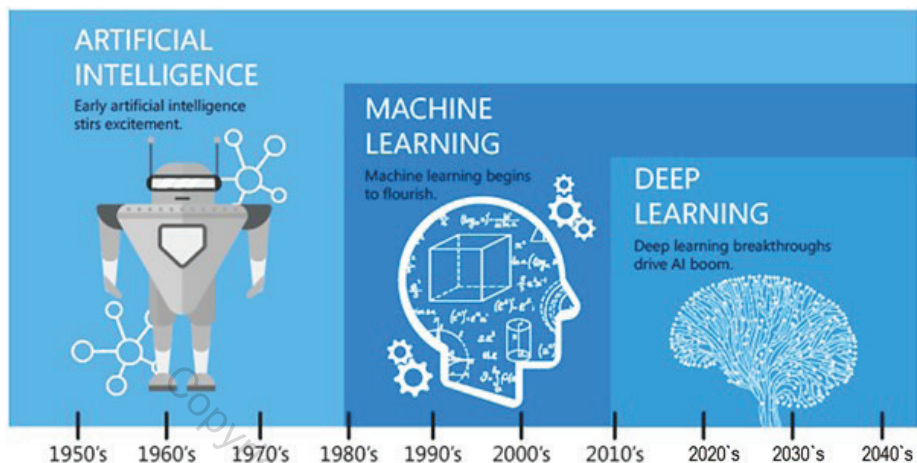 ARTIFICIAL
INTELLIGENCE
Early artificial intelligence
stirs excitement.
MACHINE
LEARNING
Machine learning begins
to flourish.
DEEP
LEARNING
Deep learning breakthroughs
drive AI boom.
1950's 1960's 1970's 1980's 1990's 2000's 2010's 2020`s 2030`s 2040`s